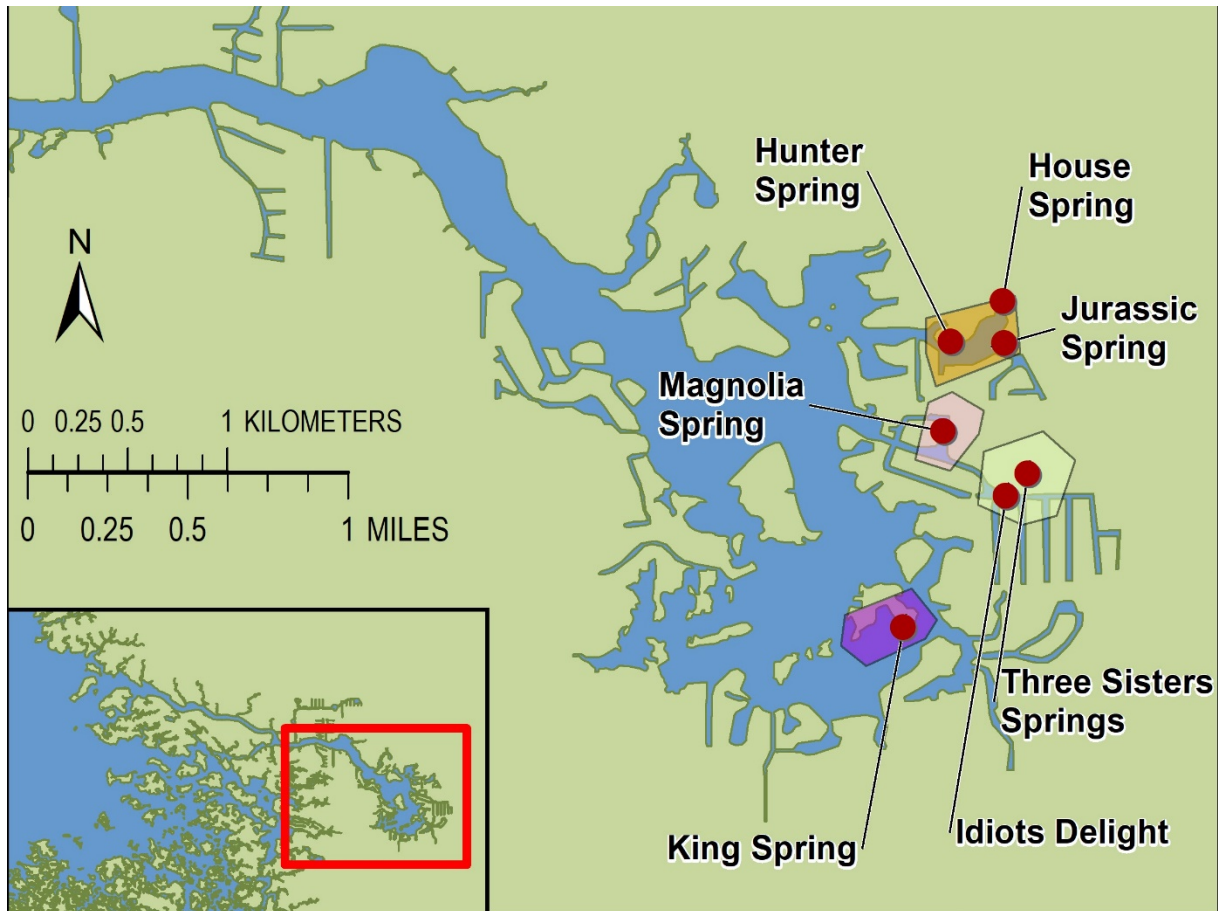 Hunter
Spring
House
Spring
Jurassic
Spring
Magnolia
Spring
N
0 0.25 0.5 1 KILOMETERS
0 0.25 0.5 1 MILES
Three Sisters
Springs
Idiots Delight
King Spring